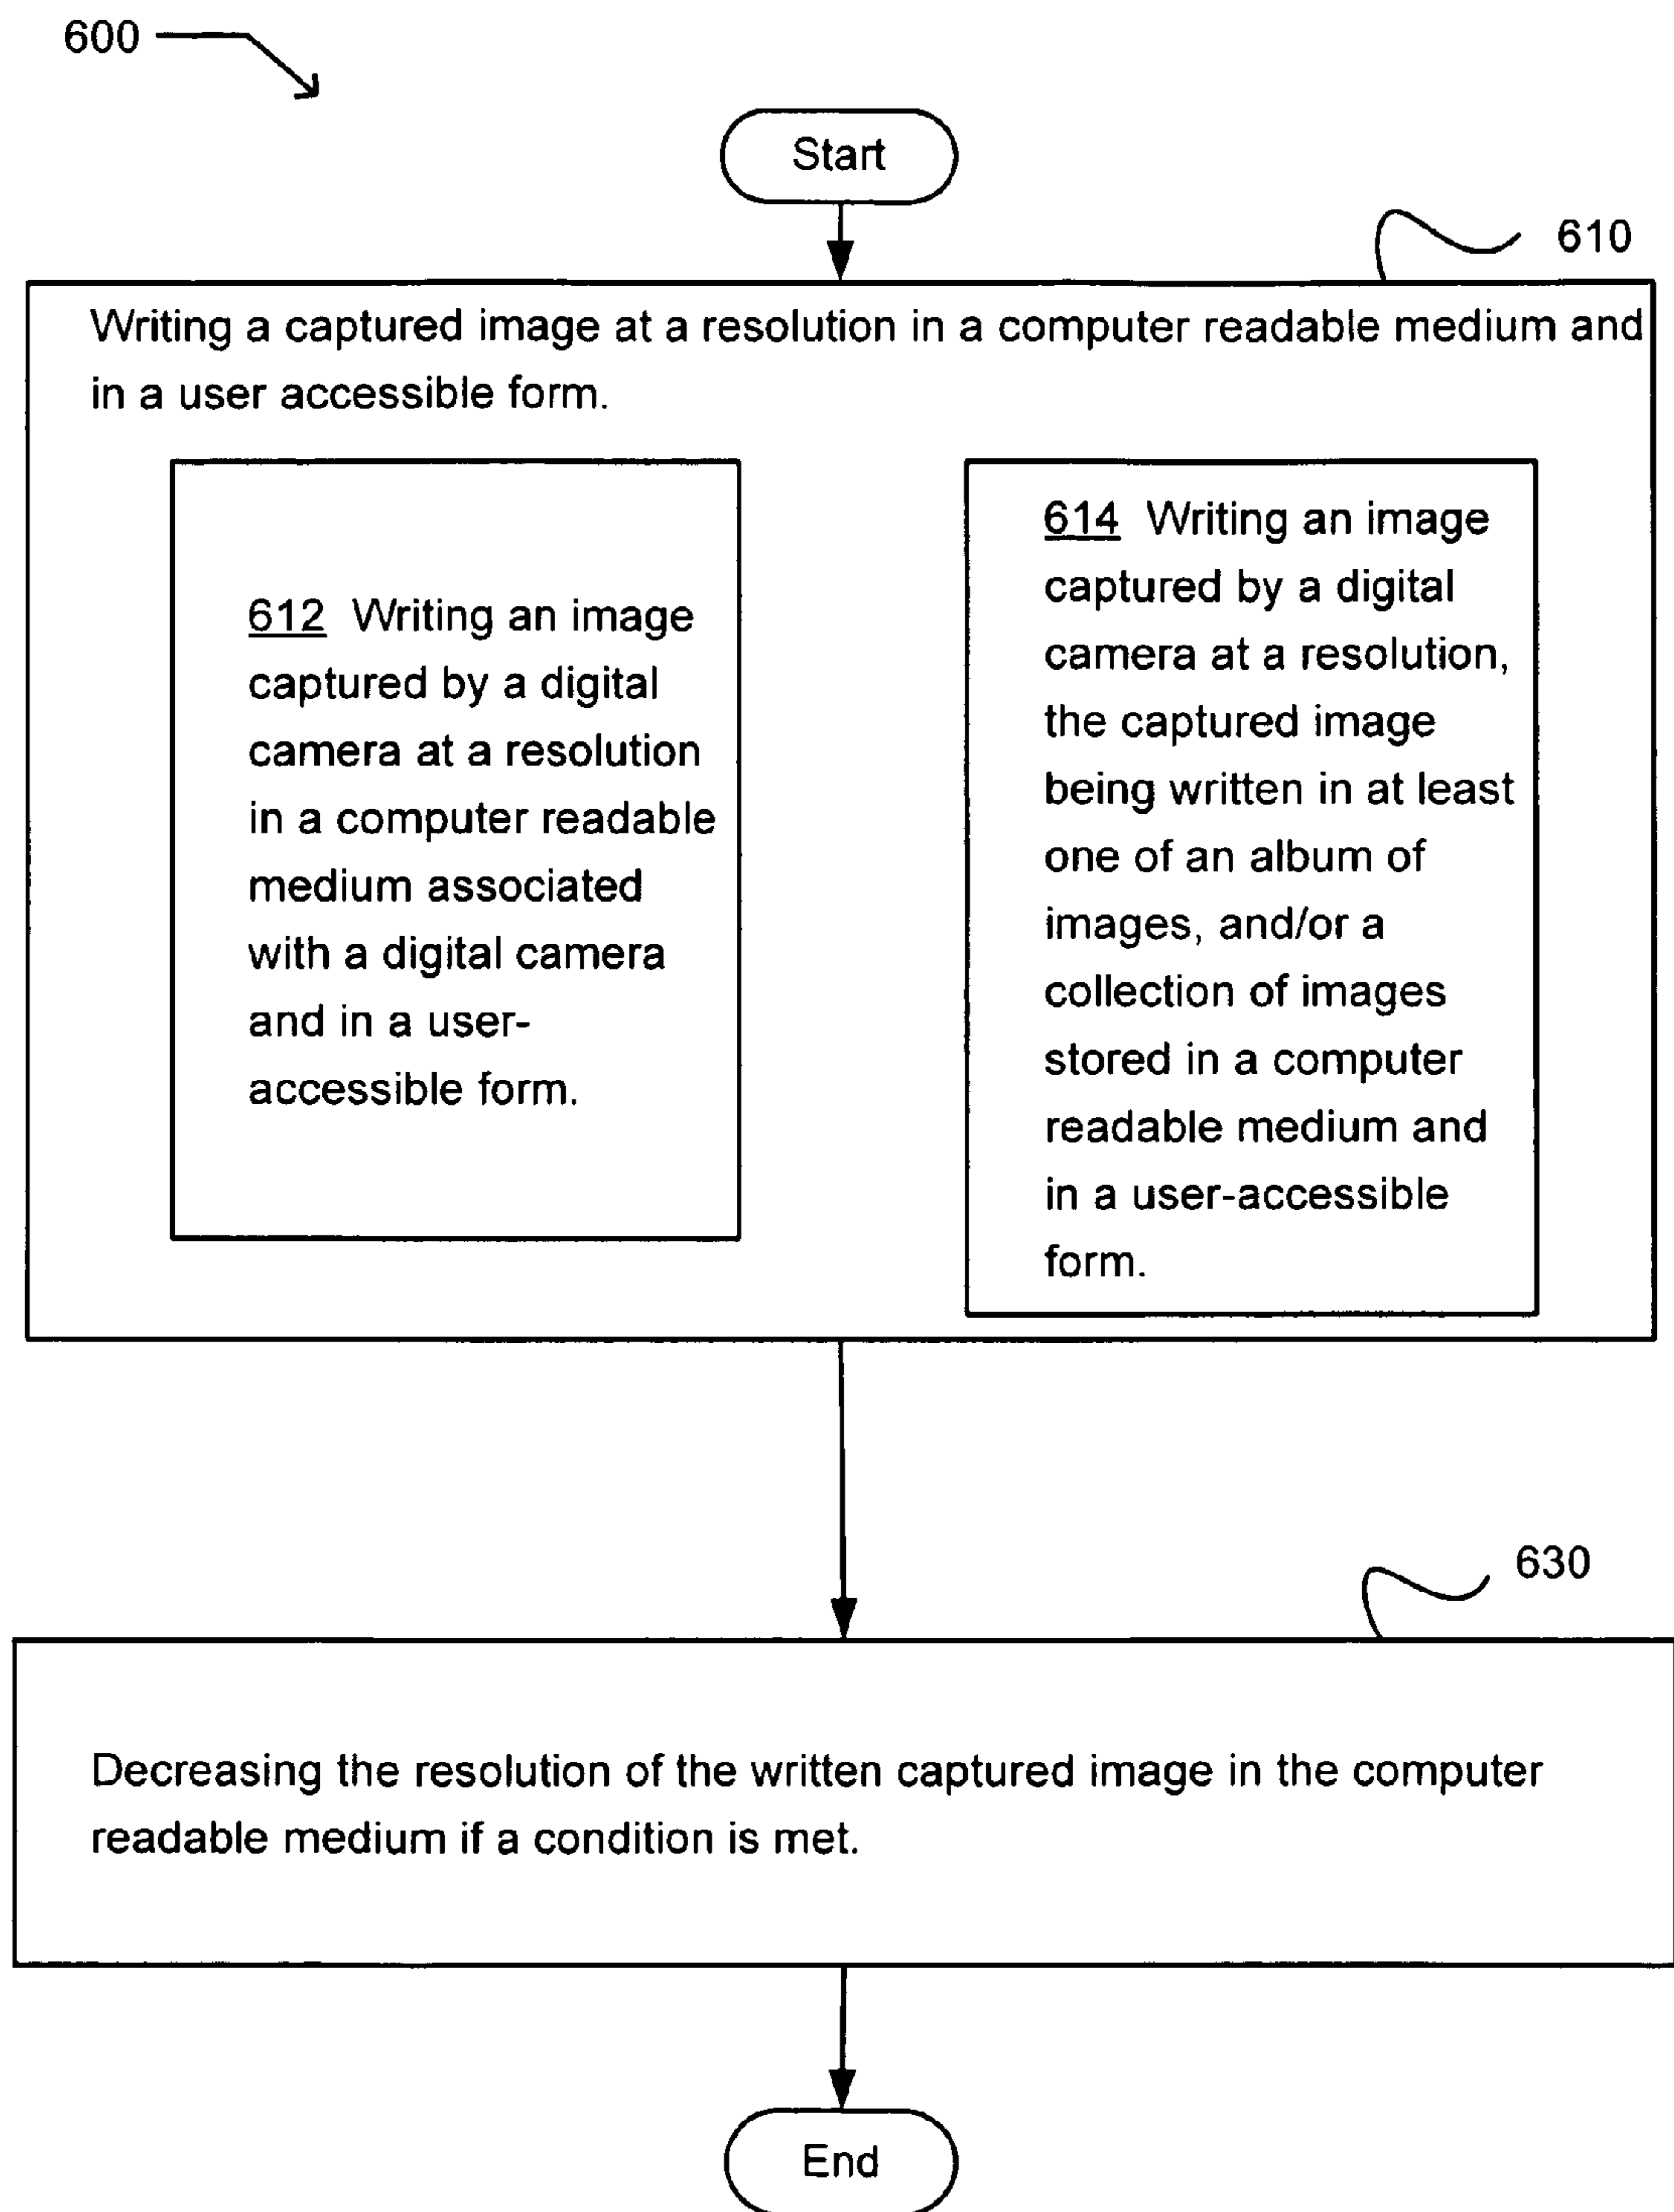 600
Start
610
Writing a captured image at a resolution in a computer readable medium and
in a user accessible form.
612 Writing an image
captured by a digital
camera at a resolution
in a computer readable
medium associated
with a digital camera
and in a user-
accessible form.
614 Writing an image
captured by a digital
camera at a resolution,
the captured image
being written in at least
one of an album of
images, and/or a
collection of images
stored in a computer
readable medium and
in a user-accessible
form.
630
Decreasing the resolution of the written captured image in the computer
readable medium if a condition is met.
End